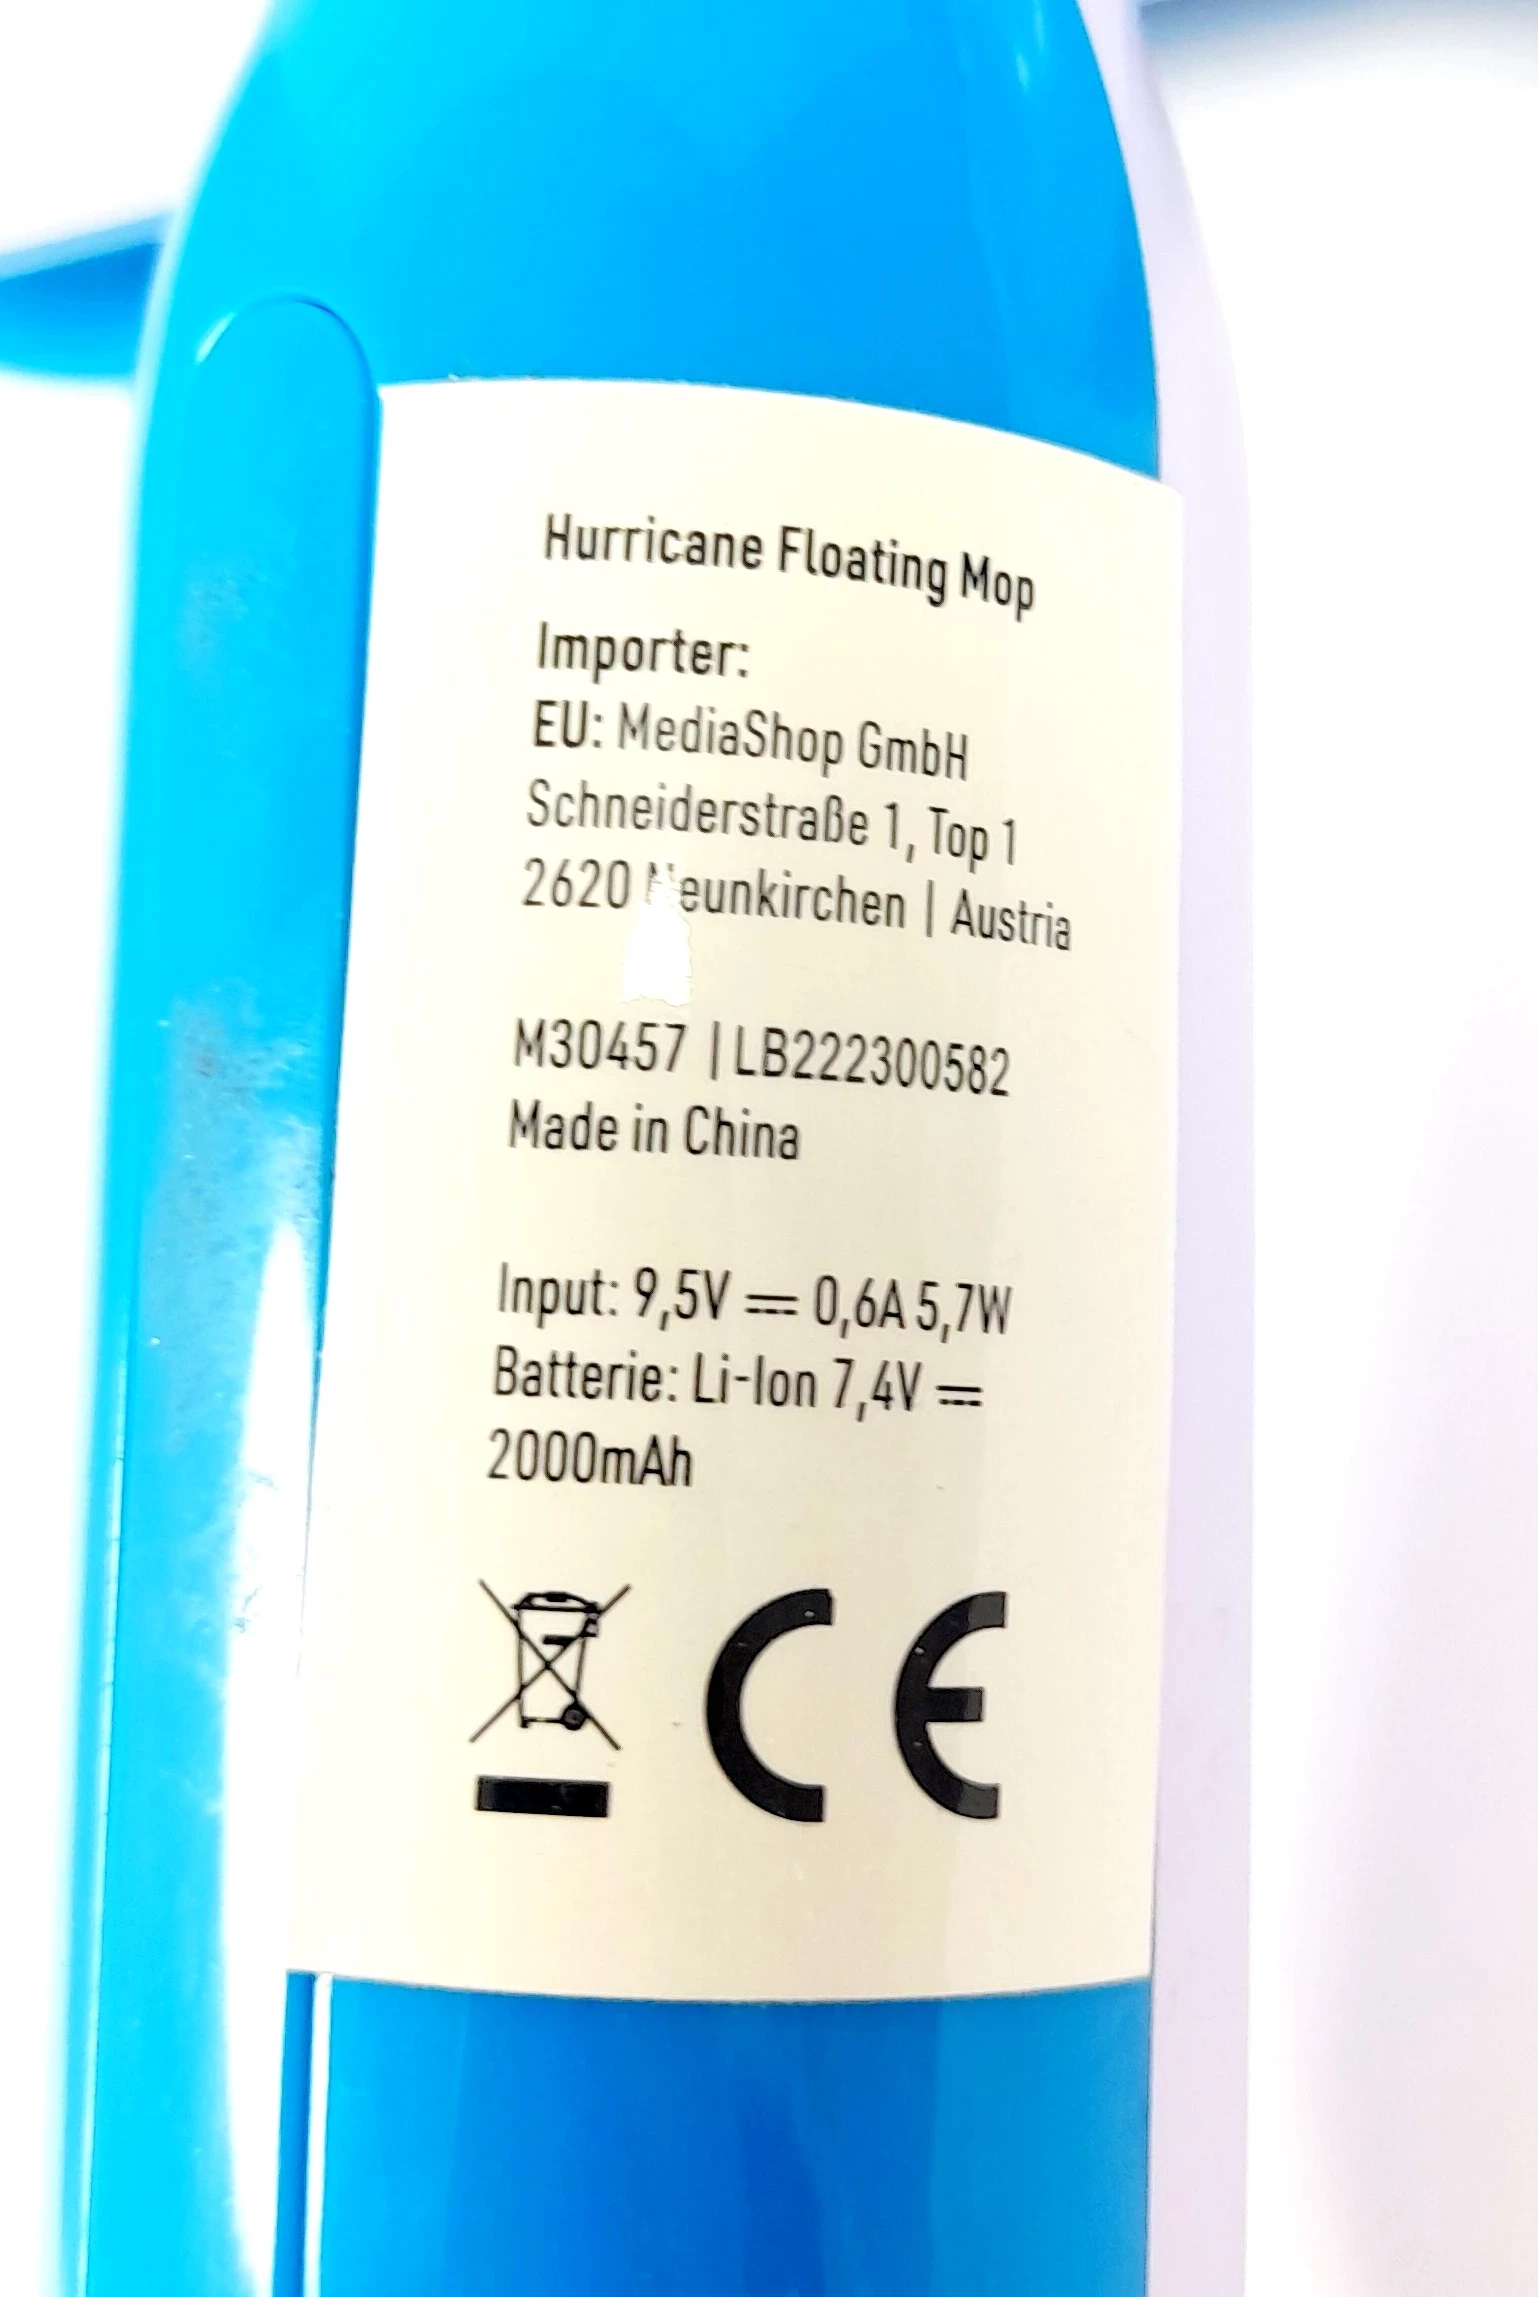 Hurricane Floating Mop
Importer:
EU: MediaShop GmbH
Schneiderstraße 1, Top 1
2620 Neunkirchen | Austria
M30457 | LB222300582
Made in China
Input: 9,5V ⎓ 0,6A 5,7W
Batterie: Li-Ion 7,4V ⎓
2000mAh
CE